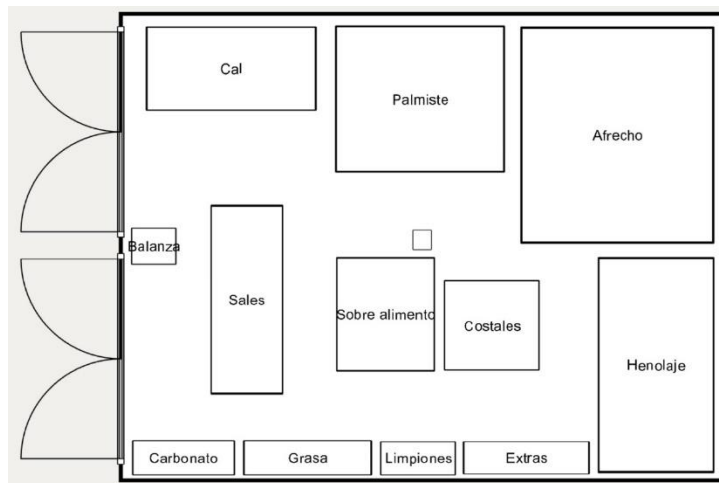 Cal
Palmiste
Afrecho
Balanza
Sales
Sobre alimento
Costales
Henolaje
Carbonato
Grasa
Limpiones
Extras